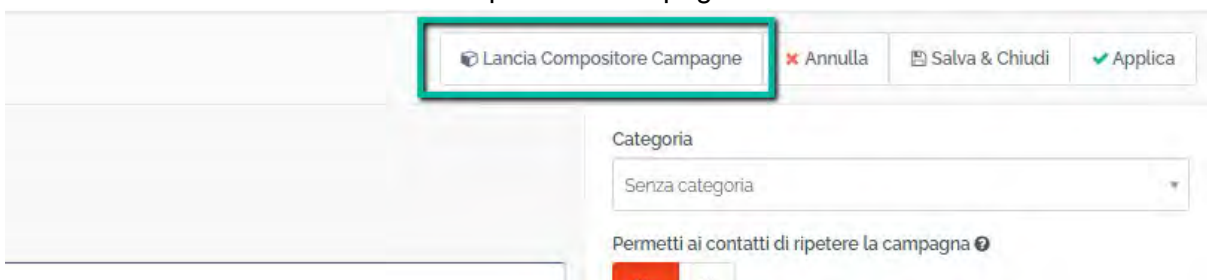 Lancia Compositore Campagne
Annulla
Salva & Chiudi
Applica
Categoria
Senza categoria
Permetti ai contatti di ripetere la campagna